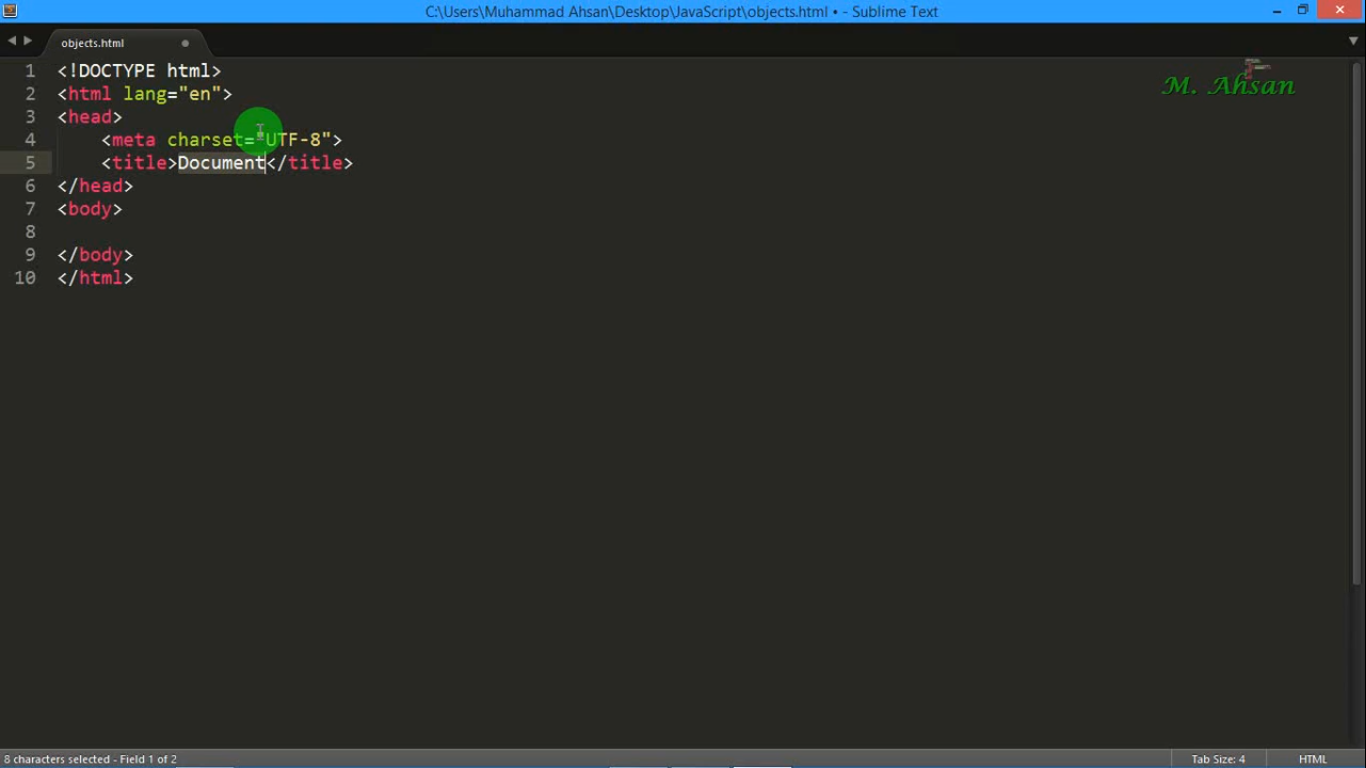 C:\Users\Muhammad Ahsan\Desktop\JavaScript\objects.html • - Sublime Text
objects.html
M. Ahsan
1 <!DOCTYPE html>
2 <html lang="en">
3 <head>
4     <meta charset="UTF-8">
5     <title>Document</title>
6 </head>
7 <body>
8
9 </body>
10 </html>
8 characters selected - Field 1 of 2
Tab Size: 4
HTML